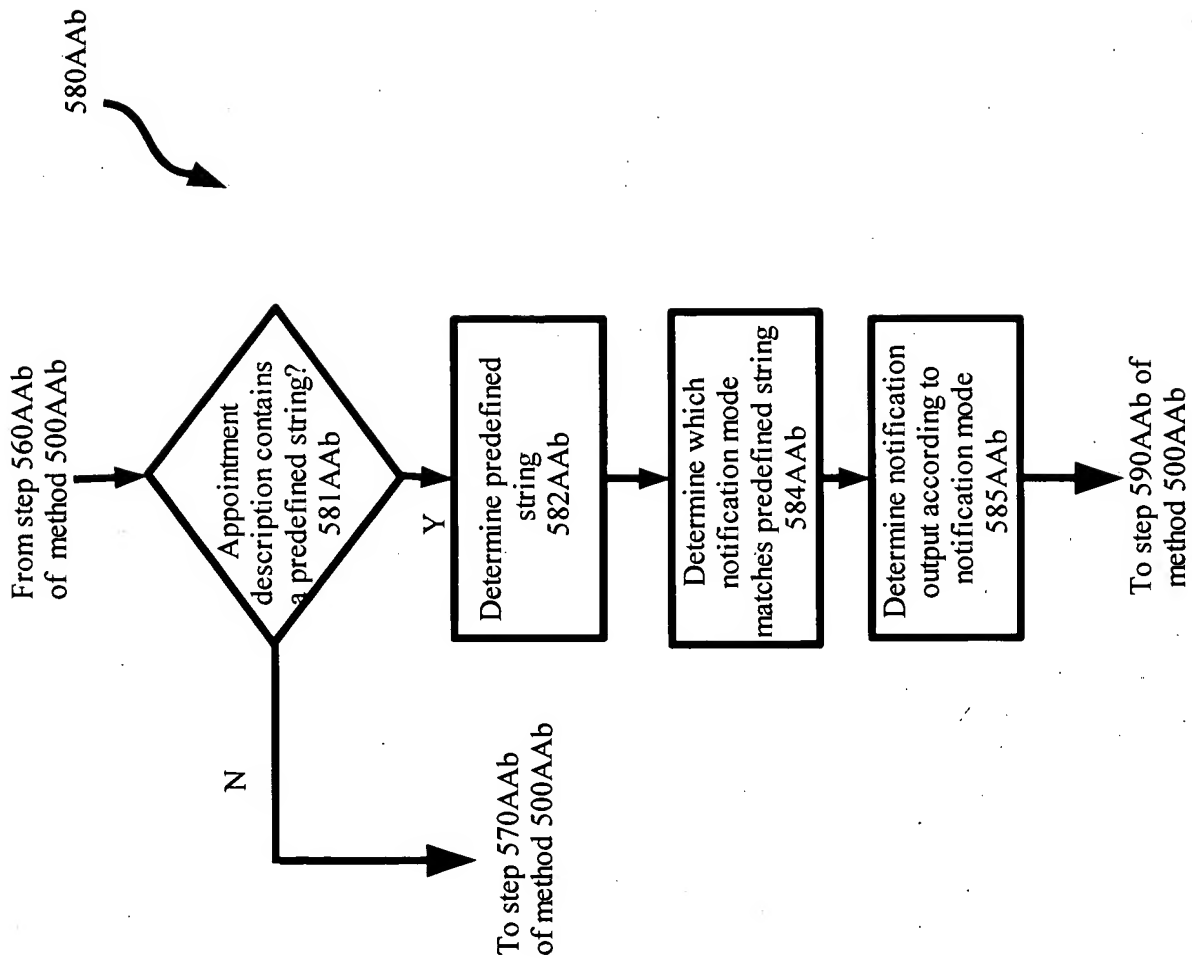 580AAb
From step 560AAb
of method 500AAb
Appointment
description contains
a predefined string?
581AAb
N
Y
To step 570AAb
of method 500AAb
Determine predefined
string
582AAb
Determine which
notification mode
matches predefined string
584AAb
Determine notification
output according to
notification mode
585AAb
To step 590AAb of
method 500AAb